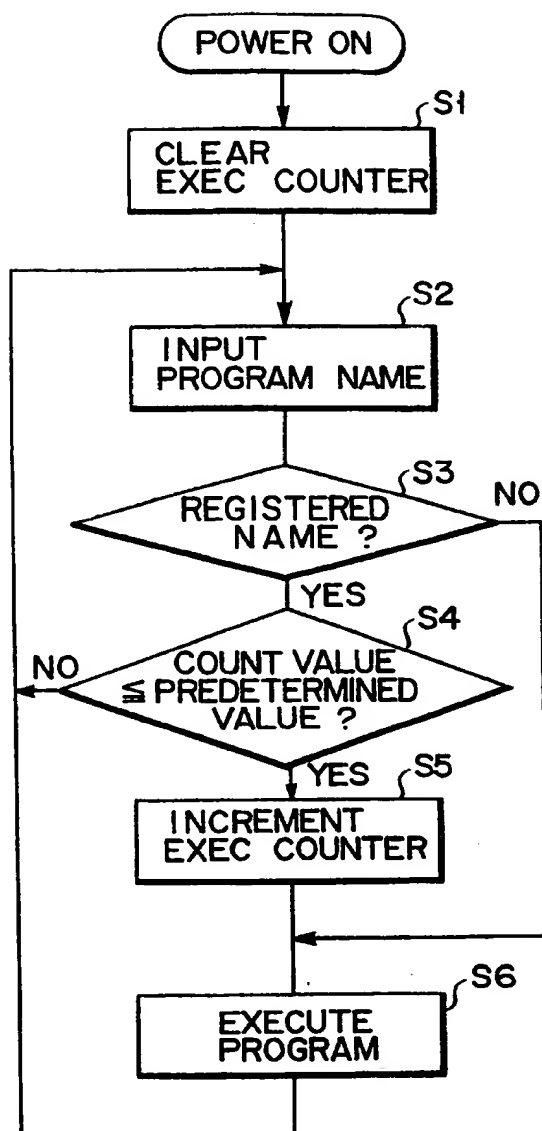 POWER ON
S1
CLEAR
EXEC COUNTER
S2
INPUT
PROGRAM NAME
S3
REGISTERED
NAME ?
NO
YES
S4
NO
COUNT VALUE
≦ PREDETERMINED
VALUE ?
YES
S5
INCREMENT
EXEC COUNTER
S6
EXECUTE
PROGRAM